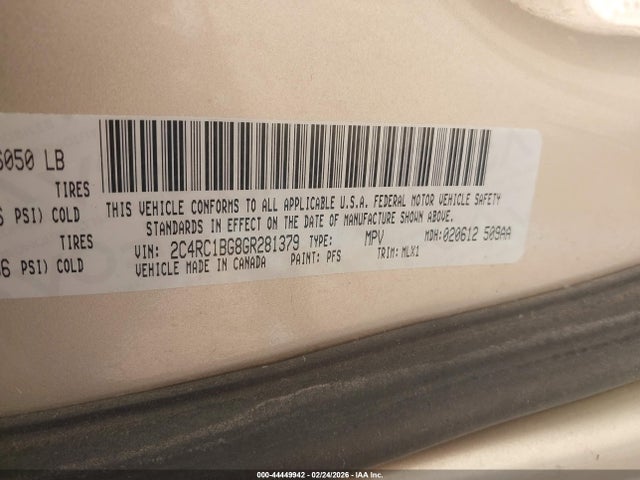 6050 LB
TIRES
PSI) COLD
TIRES
36 PSI) COLD
THIS VEHICLE CONFORMS TO ALL APPLICABLE U.S.A. FEDERAL MOTOR VEHICLE SAFETY
STANDARDS IN EFFECT ON THE DATE OF MANUFACTURE SHOWN ABOVE.
VIN: 2C4RC1BG8GR281379 TYPE: MPV MDH:020612 509AA
VEHICLE MADE IN CANADA PAINT: PFS TRIM: MLX1
000-44449942 - 02/24/2026 - IAA Inc.